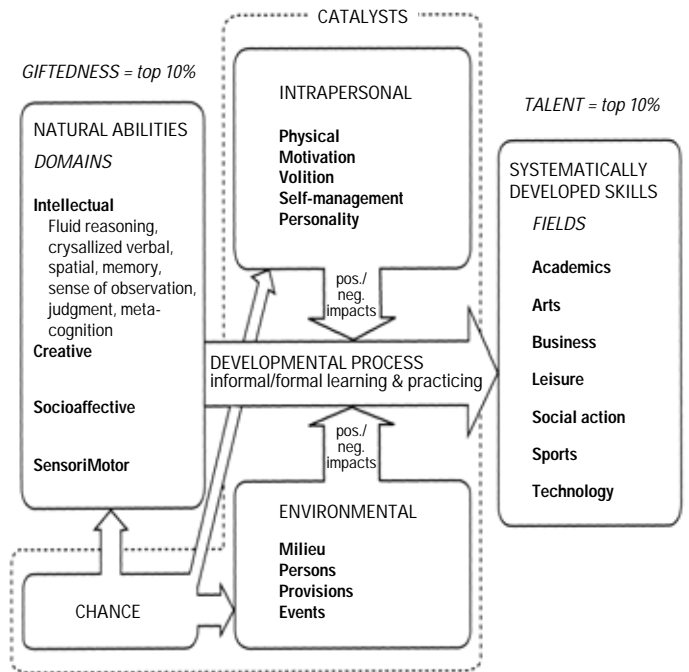 CATALYSTS
GIFTEDNESS = top 10%
NATURAL ABILITIES
DOMAINS
Intellectual
Fluid reasoning,
crysallized verbal,
spatial, memory,
sense of observation,
judgment, meta-
cognition
Creative
Socioaffective
SensoriMotor
INTRAPERSONAL
Physical
Motivation
Volition
Self-management
Personality
pos./
neg.
impacts
DEVELOPMENTAL PROCESS
informal/formal learning & practicing
pos./
neg.
impacts
ENVIRONMENTAL
Milieu
Persons
Provisions
Events
CHANCE
TALENT = top 10%
SYSTEMATICALLY
DEVELOPED SKILLS
FIELDS
Academics
Arts
Business
Leisure
Social action
Sports
Technology